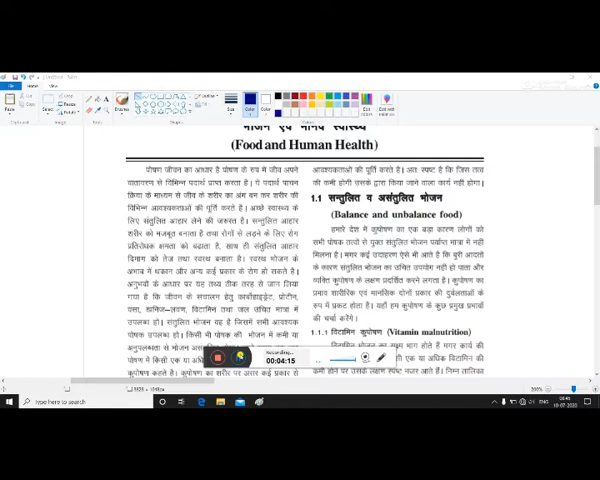 भोजन एवं मानव स्वास्थ्य
(Food and Human Health)
पोषण जीवन का आधार है पोषण के रूप में जीव अपने
वातावरण से विभिन्न पदार्थ प्राप्त करता है। ये पदार्थ पाचन
क्रिया के माध्यम से जीव के शरीर का अंग बन कर शरीर की
विभिन्न आवश्यकताओं की पूर्ति करते है। अच्छे स्वास्थ्य के
लिए संतुलित आहार लेने की जरूरत है। सन्तुलित आहार
शरीर को मजबूत बनाता है तथा रोगों से लड़ने के लिए रोग
प्रतिरोधक क्षमता को बढाता है, साथ ही संतुलित आहार
दिमाग को तेज तथा स्वस्थ बनाता है। स्वस्थ भोजन के
अभाव में थकान और अन्य कई प्रकार के रोग हो सकते है।
अनुभवों के आधार पर यह तथ्य ठीक तरह से जान लिया
गया है कि जीवन के संचालन हेतु कार्बोहाइड्रेट, प्रोटीन,
वसा, खनिज-लवण, विटामिन तथा जल उचित मात्रा में
उपलब्ध हो। संतुलित भोजन वह है जिसमें सभी आवश्यक
पोषक उपलब्ध हो। किसी भी पोषक की भोजन में कमी या
अनुपलब्धता से भोजन
पोषण में किसी एक या
कुपोषण कहते है। कुपोषण का शरीर पर असर कई प्रकार से
आवश्यकताओं की पूर्ति करते है। अतः स्पष्ट है कि जिस तत्व
की कमी होगी उसके द्वारा किया जाने वाला कार्य नहीं होगा।
1.1 सन्तुलित व असंतुलित भोजन
(Balance and unbalance food)
हमारे देश में कुपोषण का एक बड़ा कारण लोगों को
सभी पोषक तत्वो से युक्त संतुलित भोजन पर्याप्त मात्रा में नहीं
मिलना है। मगर कई उदाहरण ऐसे भी आते है कि बुरी आदतों
के कारण संतुलित भोजन का उचित उपयोग नहीं हो पाता और
व्यक्ति कुपोषण के लक्षण प्रदर्शित करने लगता है। कुपोषण का
प्रभाव शारीरिक एवं मानसिक दोनों प्रकार की दुर्बलताओं के
रूप में प्रकट होता है। यहाँ हम कुपोषण के कुछ प्रमुख प्रभावों
की चर्चा करेंगे।
1.1.1 विटामिन कुपोषण (Vitamin malnutrition)
विटामिन भोजन का सूक्ष्म भाग होते हैं मगर कार्य की
एक या अधिक विटामिन की
कमी होने पर उसके लक्षण स्पष्ट नजर आते हैं। निम्न तालिका
Recording...
00:04:15
Type here to search